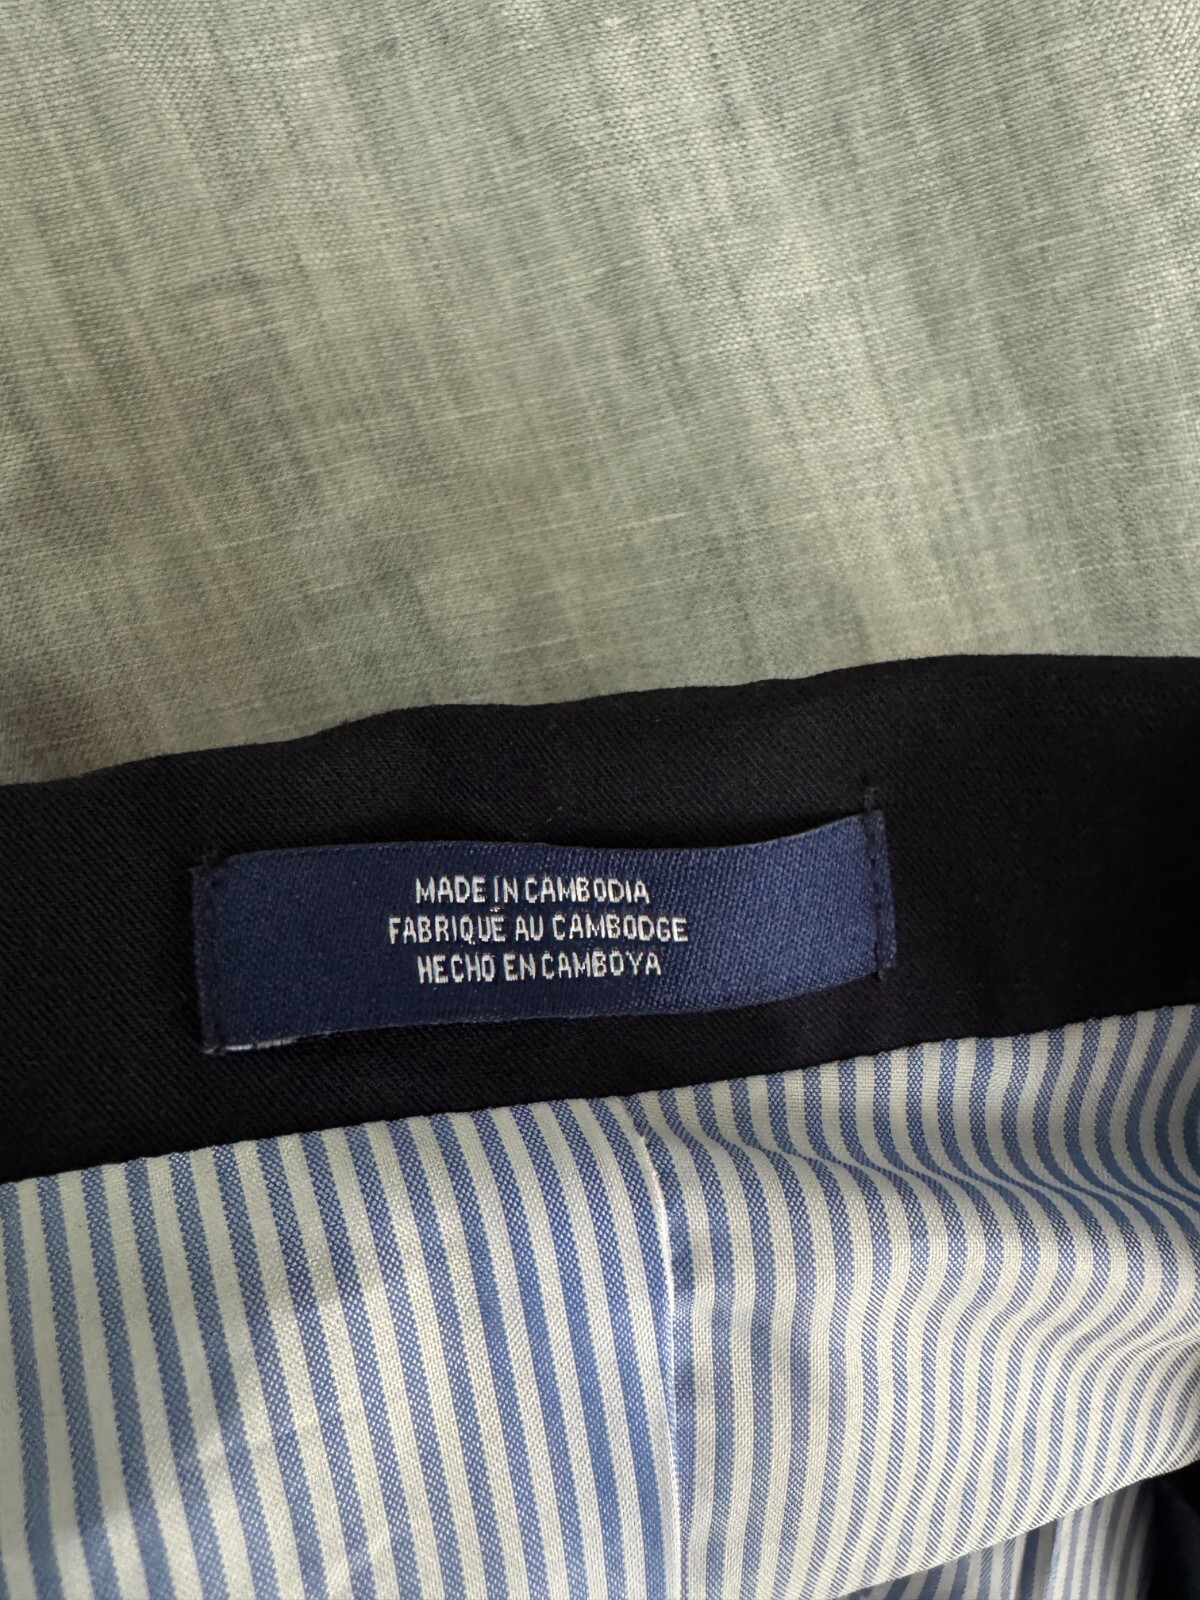 MADE IN CAMBODIA
FABRIQUÉ AU CAMBODGE
HECHO EN CAMBOYA